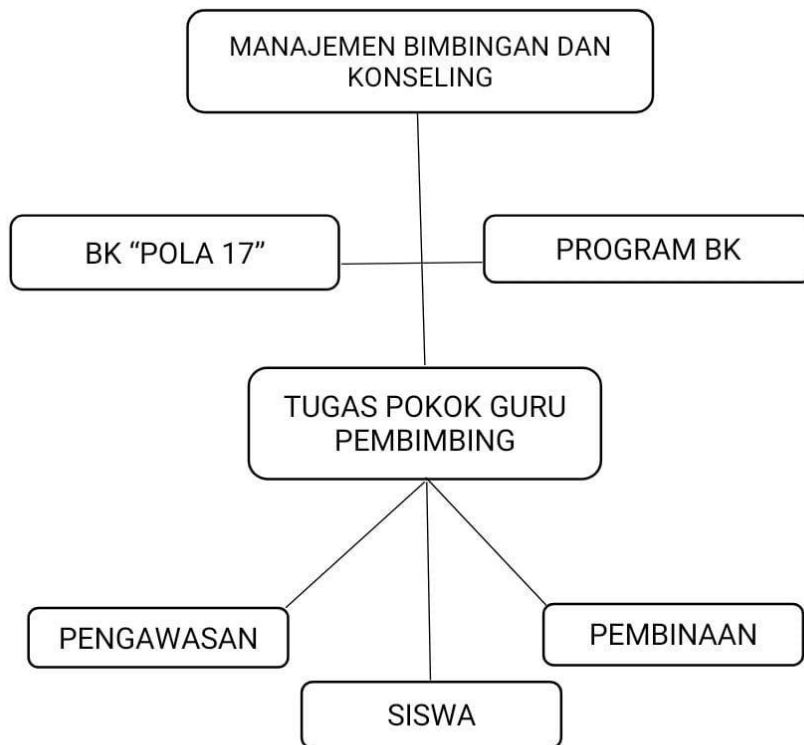 MANAJEMEN BIMBINGAN DAN
KONSELING
BK “POLA 17”
PROGRAM BK
TUGAS POKOK GURU
PEMBIMBING
PENGAWASAN
PEMBINAAN
SISWA